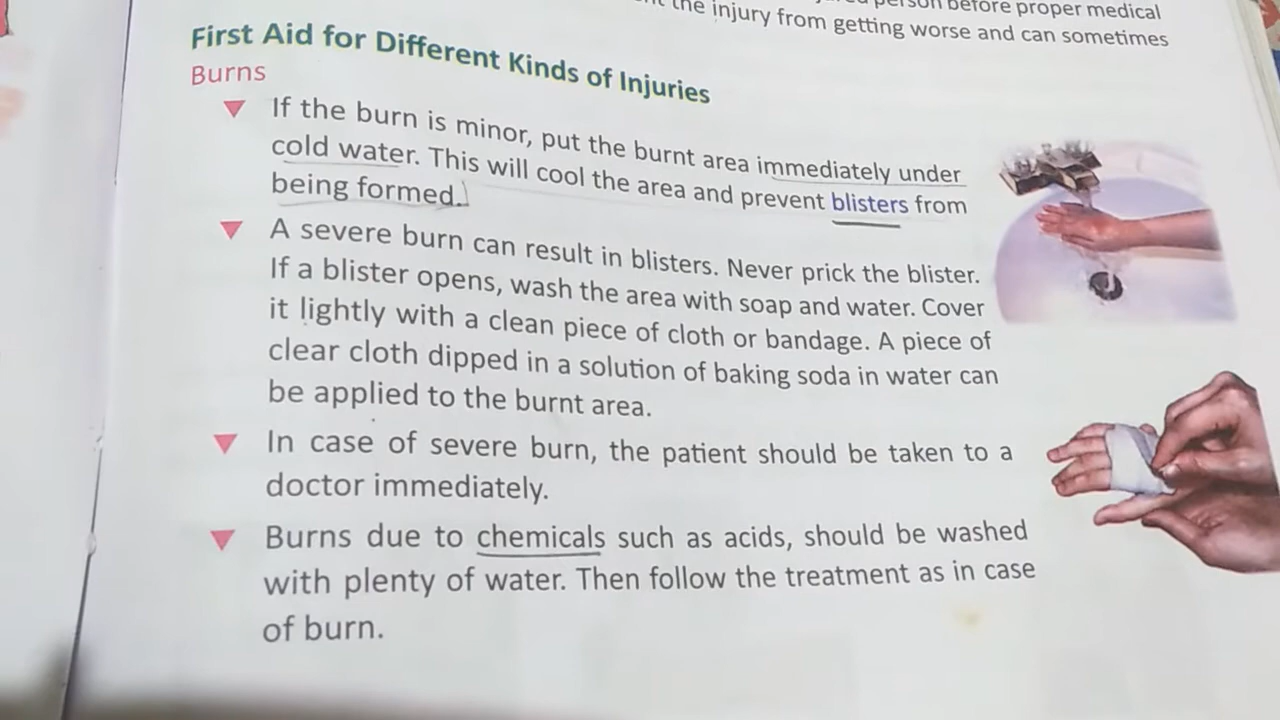 person before proper medical
the injury from getting worse and can sometimes
First Aid for Different Kinds of Injuries
Burns
If the burn is minor, put the burnt area immediately under
cold water. This will cool the area and prevent blisters from
being formed.
A severe burn can result in blisters. Never prick the blister.
If a blister opens, wash the area with soap and water. Cover
it lightly with a clean piece of cloth or bandage. A piece of
clear cloth dipped in a solution of baking soda in water can
be applied to the burnt area.
In case of severe burn, the patient should be taken to a
doctor immediately.
Burns due to chemicals such as acids, should be washed
with plenty of water. Then follow the treatment as in case
of burn.